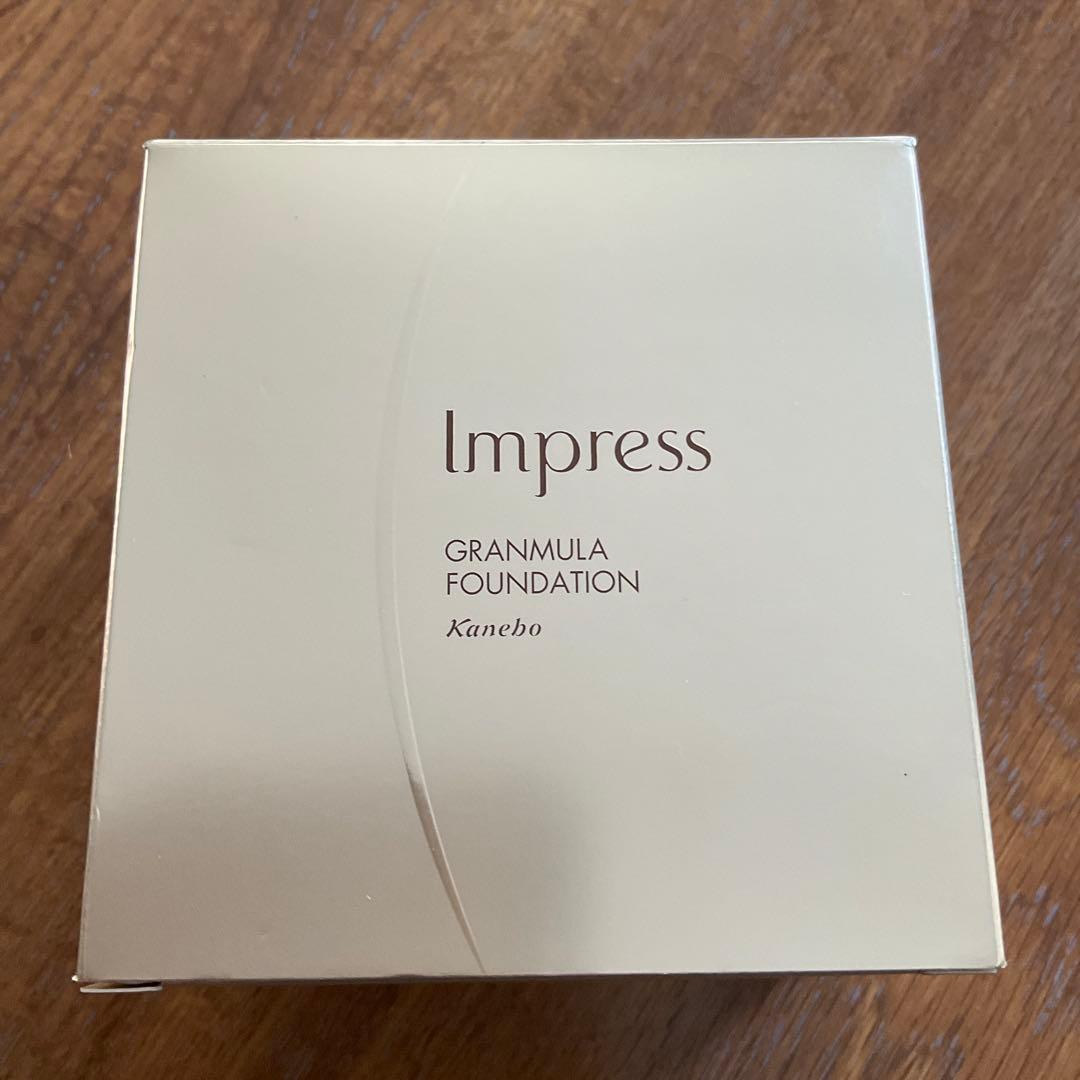 Impress
GRANMULA
FOUNDATION
Kanebo